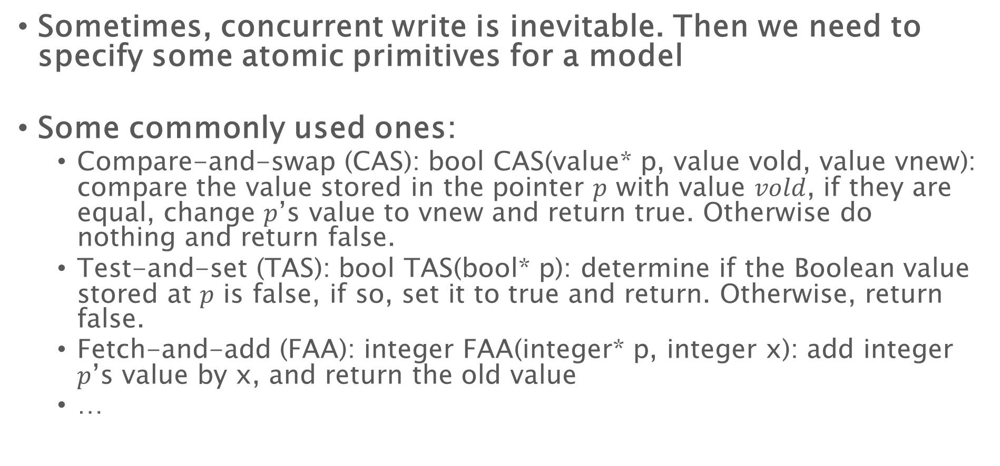 • Sometimes, concurrent write is inevitable. Then we need to
specify some atomic primitives for a model
• Some commonly used ones:
• Compare-and-swap (CAS): bool CAS(value* p, value vold, value vnew):
compare the value stored in the pointer p with value vold, if they are
equal, change p’s value to vnew and return true. Otherwise do
nothing and return false.
• Test-and-set (TAS): bool TAS(bool* p): determine if the Boolean value
stored at p is false, if so, set it to true and return. Otherwise, return
false.
• Fetch-and-add (FAA): integer FAA(integer* p, integer x): add integer
p’s value by x, and return the old value
• …